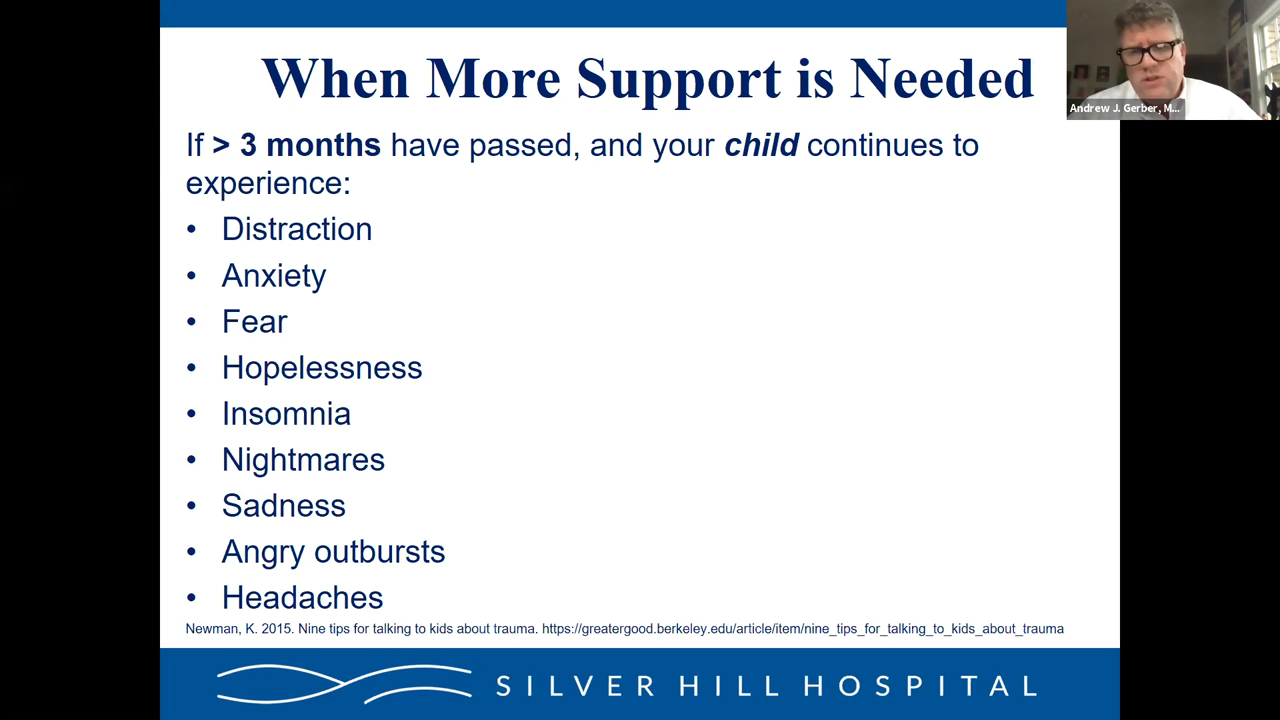 When More Support is Needed
Andrew J. Gerber, M...
If > 3 months have passed, and your child continues to
experience:
• Distraction
• Anxiety
• Fear
• Hopelessness
• Insomnia
• Nightmares
• Sadness
• Angry outbursts
• Headaches
Newman, K. 2015. Nine tips for talking to kids about trauma. https://greatergood.berkeley.edu/article/item/nine_tips_for_talking_to_kids_about_trauma
SILVER HILL HOSPITAL